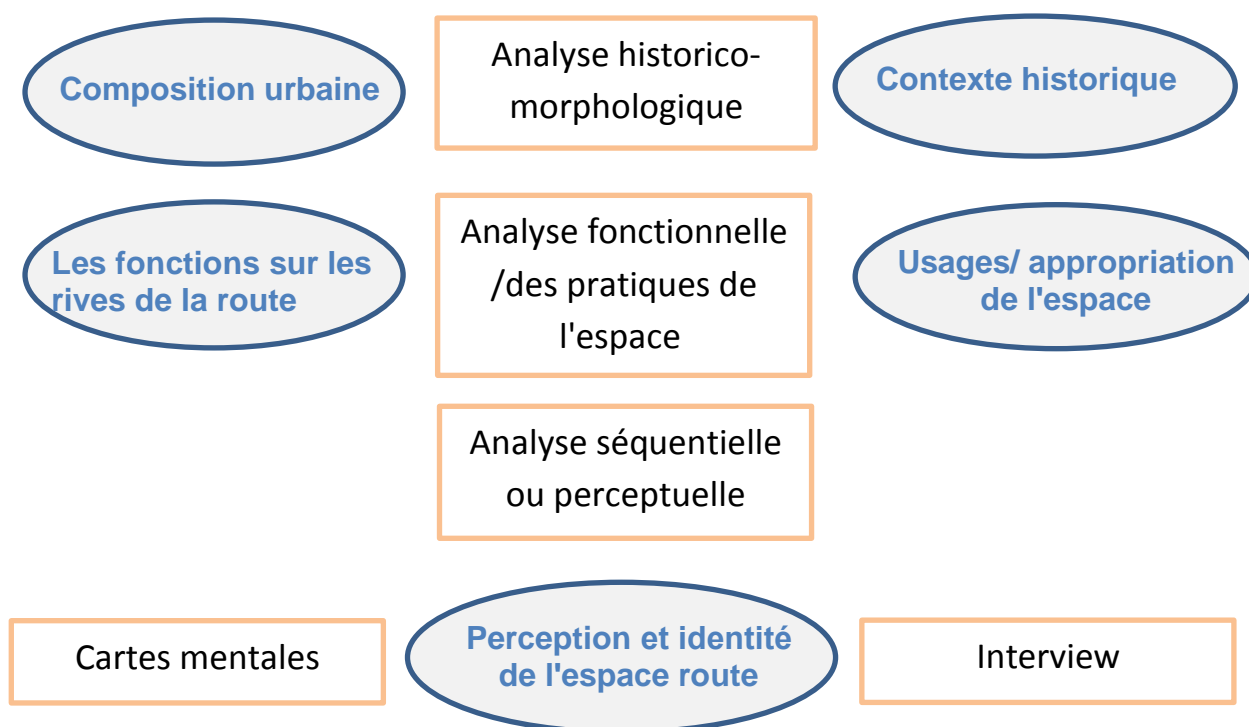 Composition urbaine
Analyse historico-
morphologique
Contexte historique
Les fonctions sur les
rives de la route
Analyse fonctionnelle
/des pratiques de
l'espace
Usages/ appropriation
de l'espace
Analyse séquentielle
ou perceptuelle
Cartes mentales
Perception et identité
de l'espace route
Interview